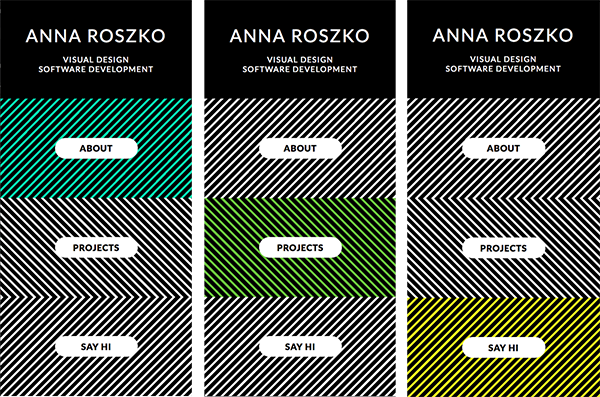 ANNA ROSZKO
VISUAL DESIGN
SOFTWARE DEVELOPMENT
ABOUT
PROJECTS
SAY HI
ANNA ROSZKO
VISUAL DESIGN
SOFTWARE DEVELOPMENT
ABOUT
PROJECTS
SAY HI
ANNA ROSZKO
VISUAL DESIGN
SOFTWARE DEVELOPMENT
ABOUT
PROJECTS
SAY HI